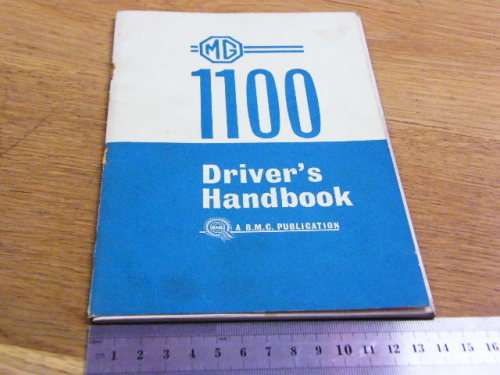 MG
1100
Driver's
Handbook
BMC
A B.M.C. PUBLICATION
1 2 3 4 5 6 7 8 9 10 11 12 13 14 15 16